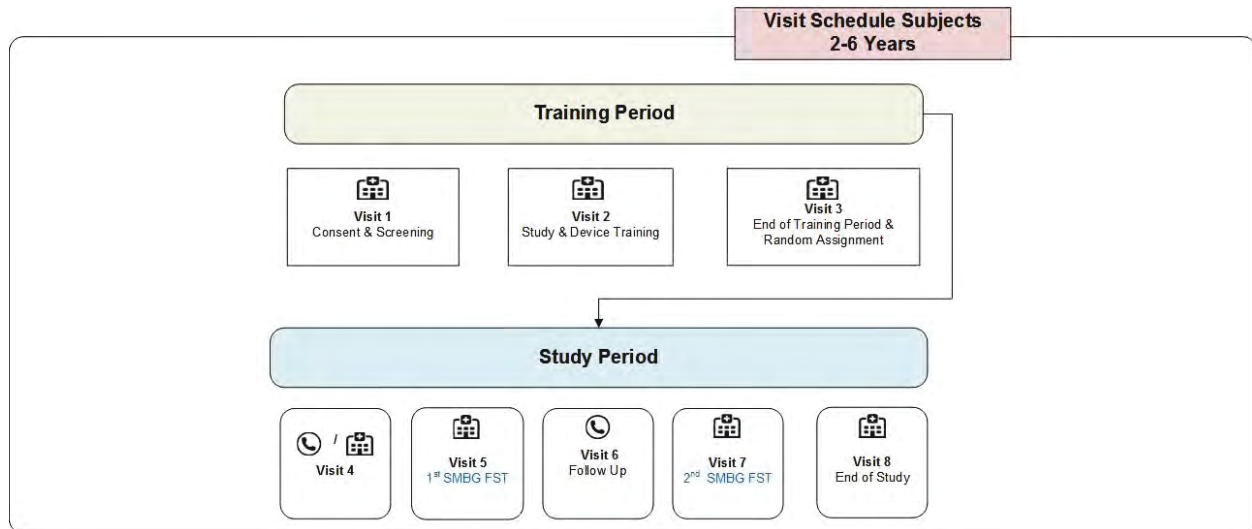 Visit Schedule Subjects
2-6 Years
Training Period
Visit 1
Consent & Screening
Visit 2
Study & Device Training
Visit 3
End of Training Period &
Random Assignment
Study Period
/
Visit 4
Visit 5
1st SMBG FST
Visit 6
Follow Up
Visit 7
2nd SMBG FST
Visit 8
End of Study